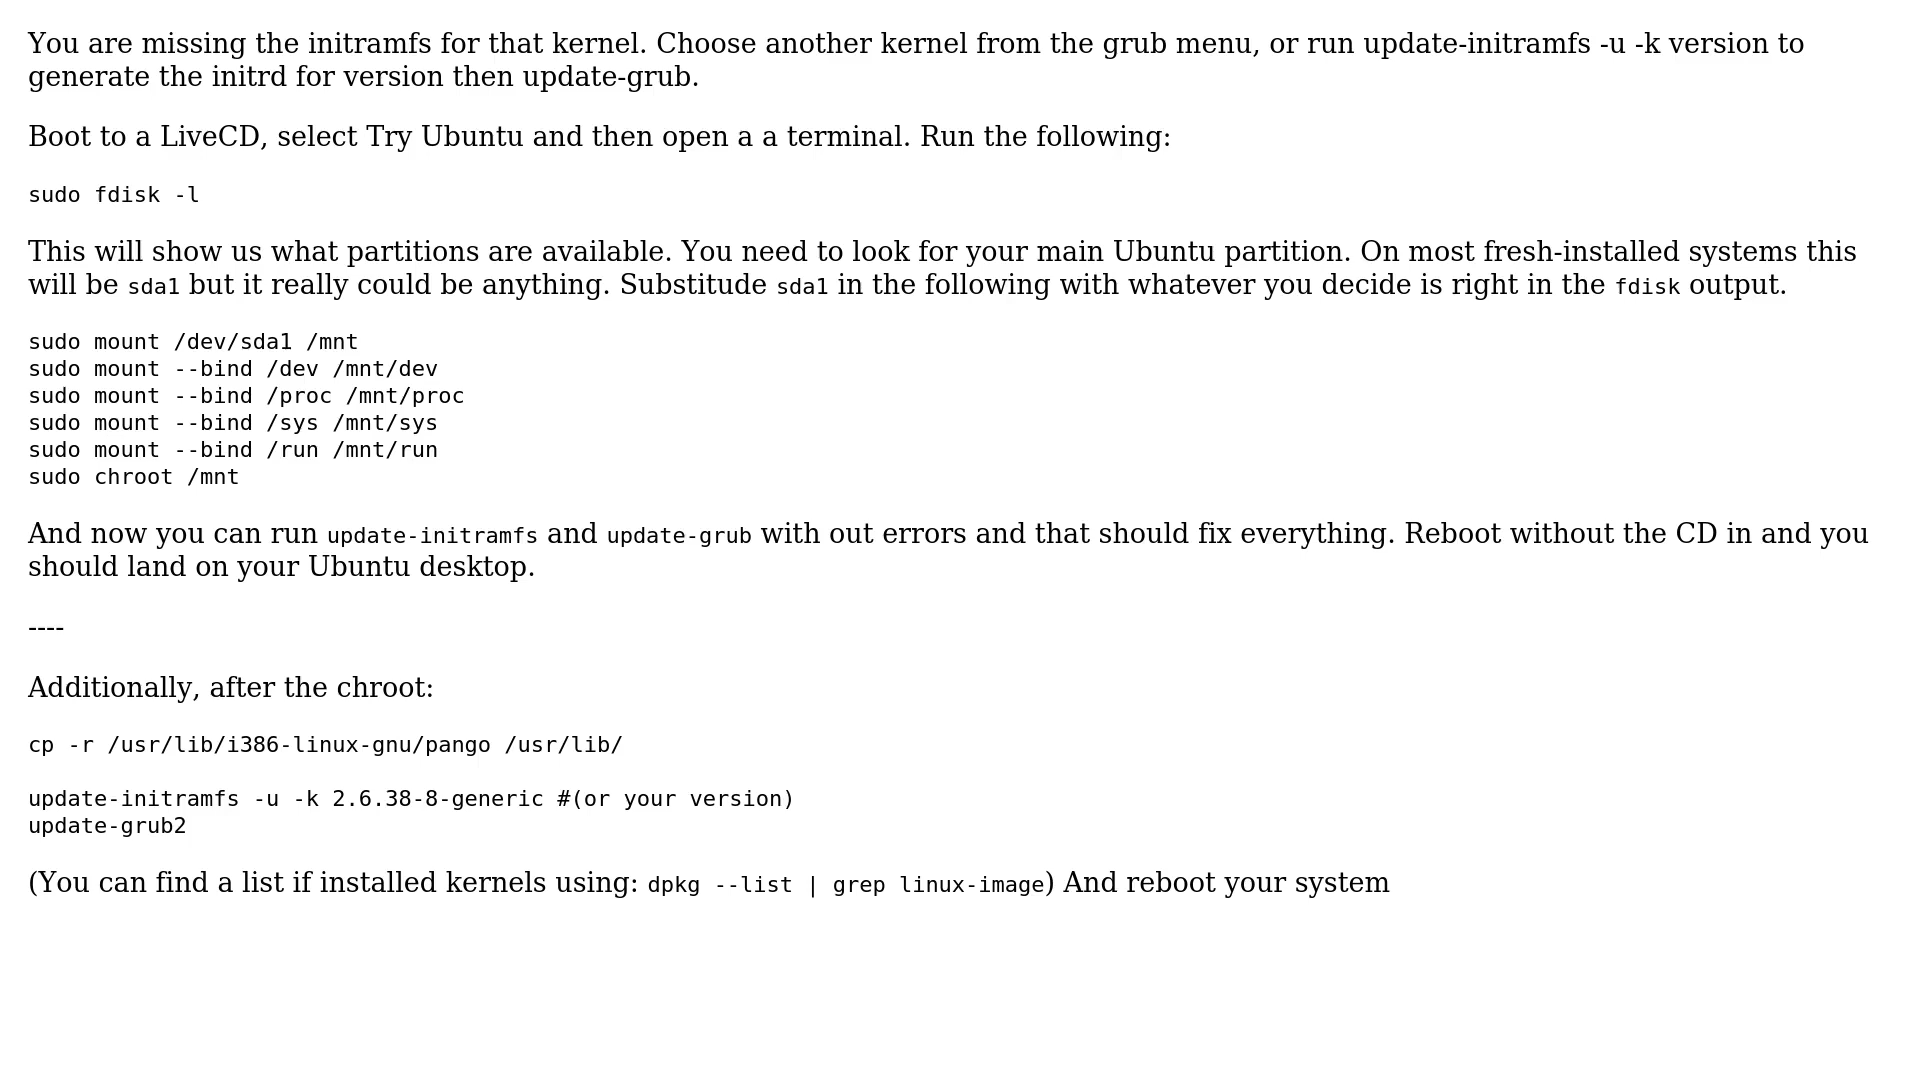 You are missing the initramfs for that kernel. Choose another kernel from the grub menu, or run update-initramfs -u -k version to
generate the initrd for version then update-grub.
Boot to a LiveCD, select Try Ubuntu and then open a a terminal. Run the following:
sudo fdisk -l
This will show us what partitions are available. You need to look for your main Ubuntu partition. On most fresh-installed systems this
will be sda1 but it really could be anything. Substitude sda1 in the following with whatever you decide is right in the fdisk output.
sudo mount /dev/sda1 /mnt
sudo mount --bind /dev /mnt/dev
sudo mount --bind /proc /mnt/proc
sudo mount --bind /sys /mnt/sys
sudo mount --bind /run /mnt/run
sudo chroot /mnt
And now you can run update-initramfs and update-grub with out errors and that should fix everything. Reboot without the CD in and you
should land on your Ubuntu desktop.
----
Additionally, after the chroot:
cp -r /usr/lib/i386-linux-gnu/pango /usr/lib/
update-initramfs -u -k 2.6.38-8-generic #(or your version)
update-grub2
(You can find a list if installed kernels using: dpkg --list | grep linux-image) And reboot your system